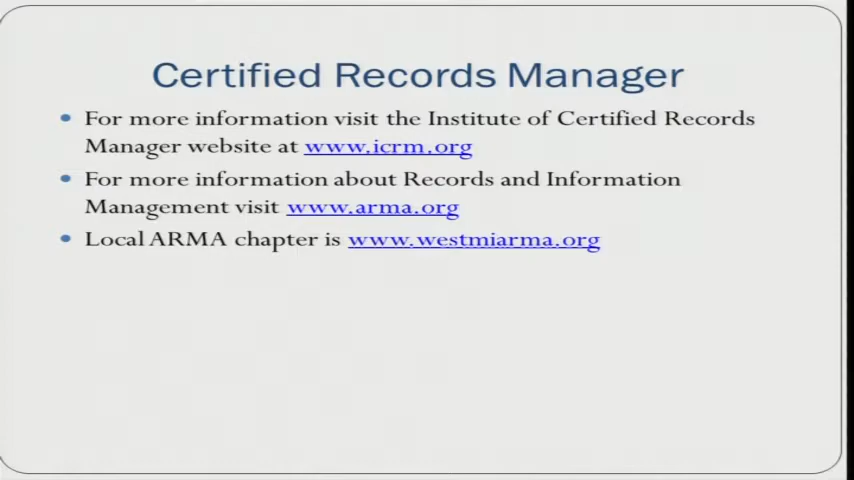 Certified Records Manager
• For more information visit the Institute of Certified Records
Manager website at www.icrm.org
• For more information about Records and Information
Management visit www.arma.org
• Local ARMA chapter is www.westmiarma.org